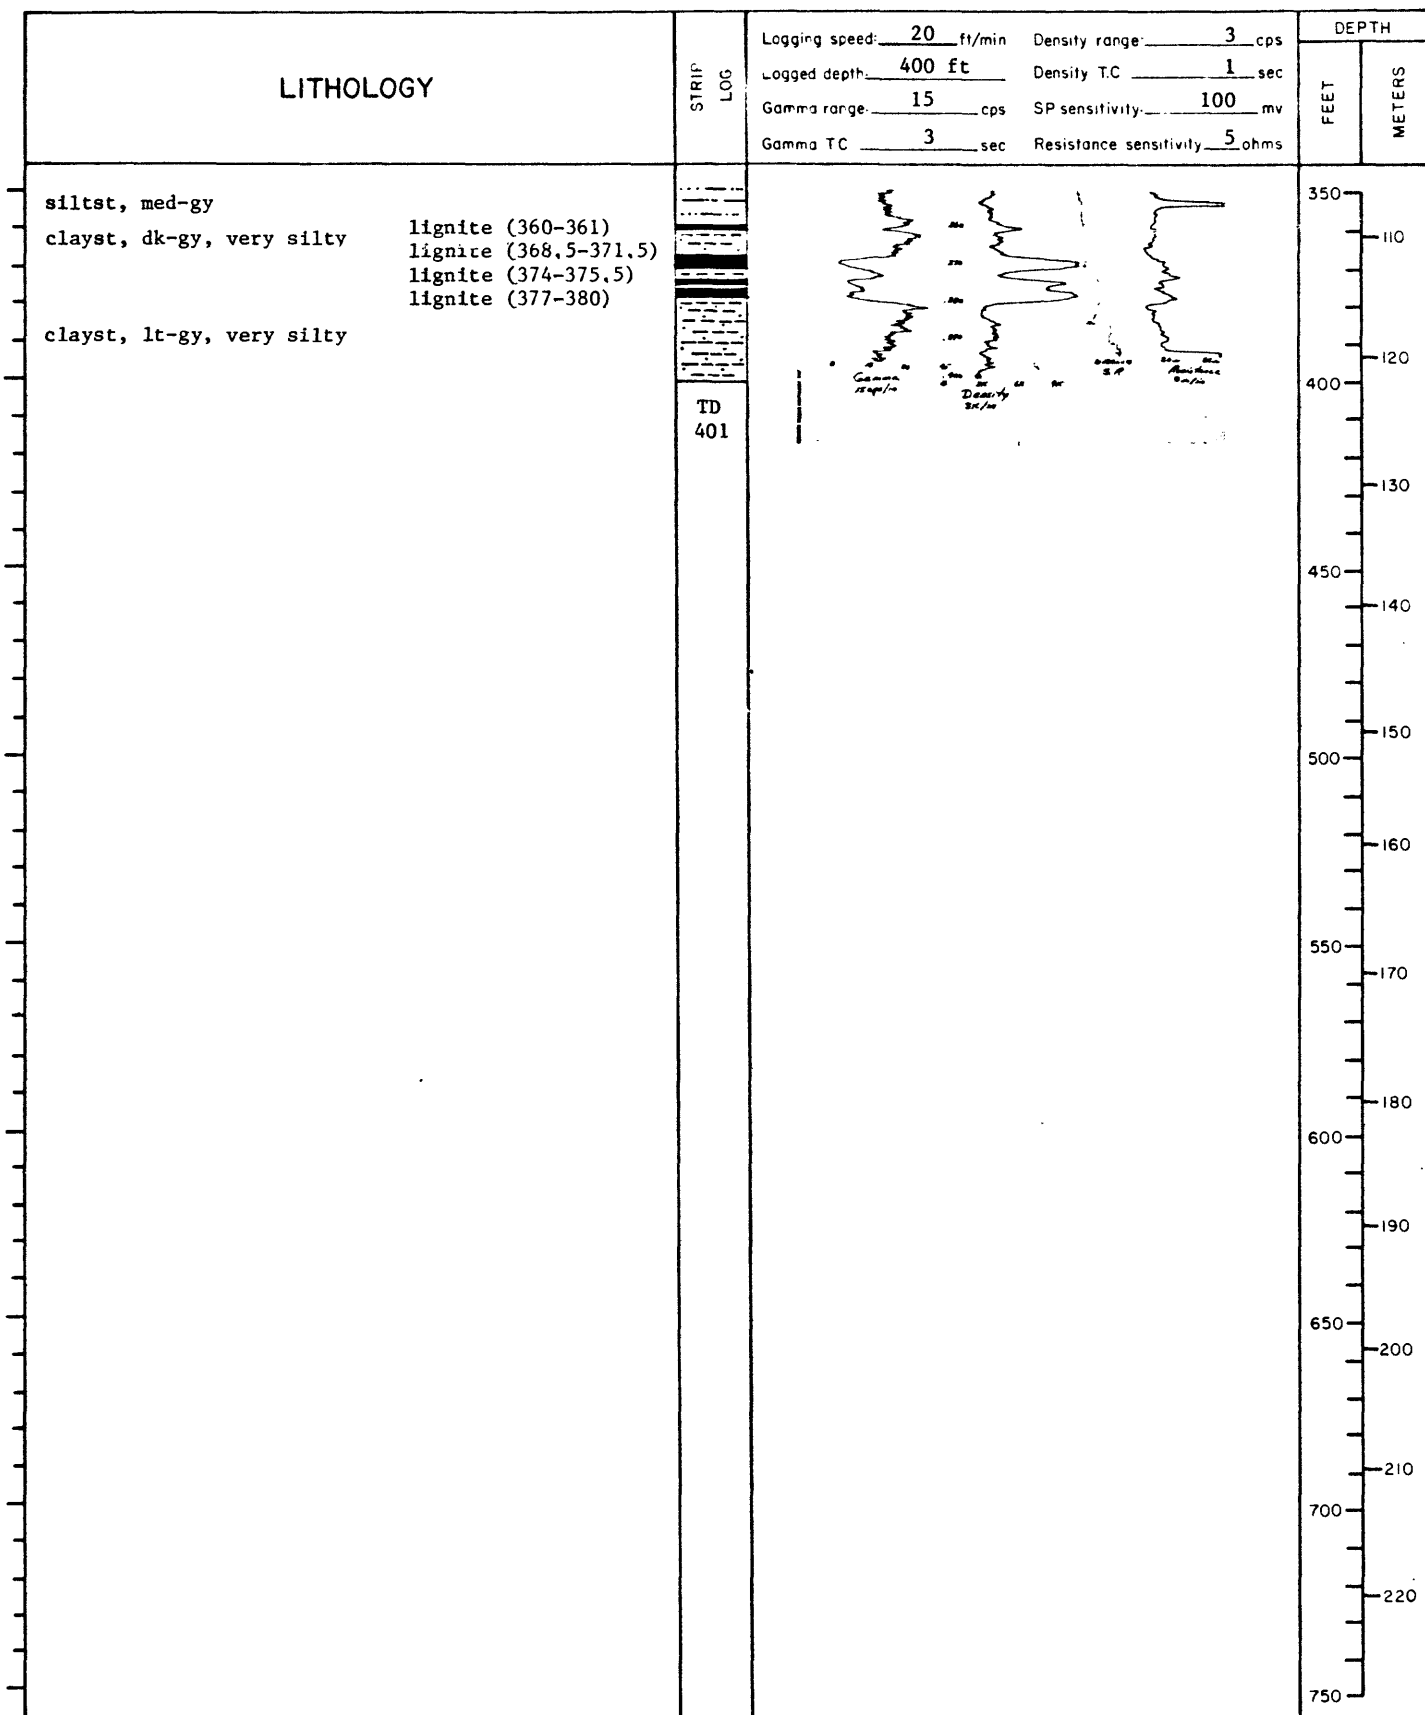 LITHOLOGY
STRIP LOG
Logging speed: 20 ft/min
Density range: 3 cps
Logged depth: 400 ft
Density T.C 1 sec
Gamma range: 15 cps
SP sensitivity: 100 mv
Gamma TC 3 sec
Resistance sensitivity 5 ohms
DEPTH
FEET
METERS
siltst, med-gy
lignite (360-361)
clayst, dk-gy, very silty
lignite (368.5-371.5)
lignite (374-375.5)
lignite (377-380)
clayst, lt-gy, very silty
TD
401
Gamma
Density
3K/in
S.P.
Resistance
350
400
450
500
550
600
650
700
750
110
120
130
140
150
160
170
180
190
200
210
220